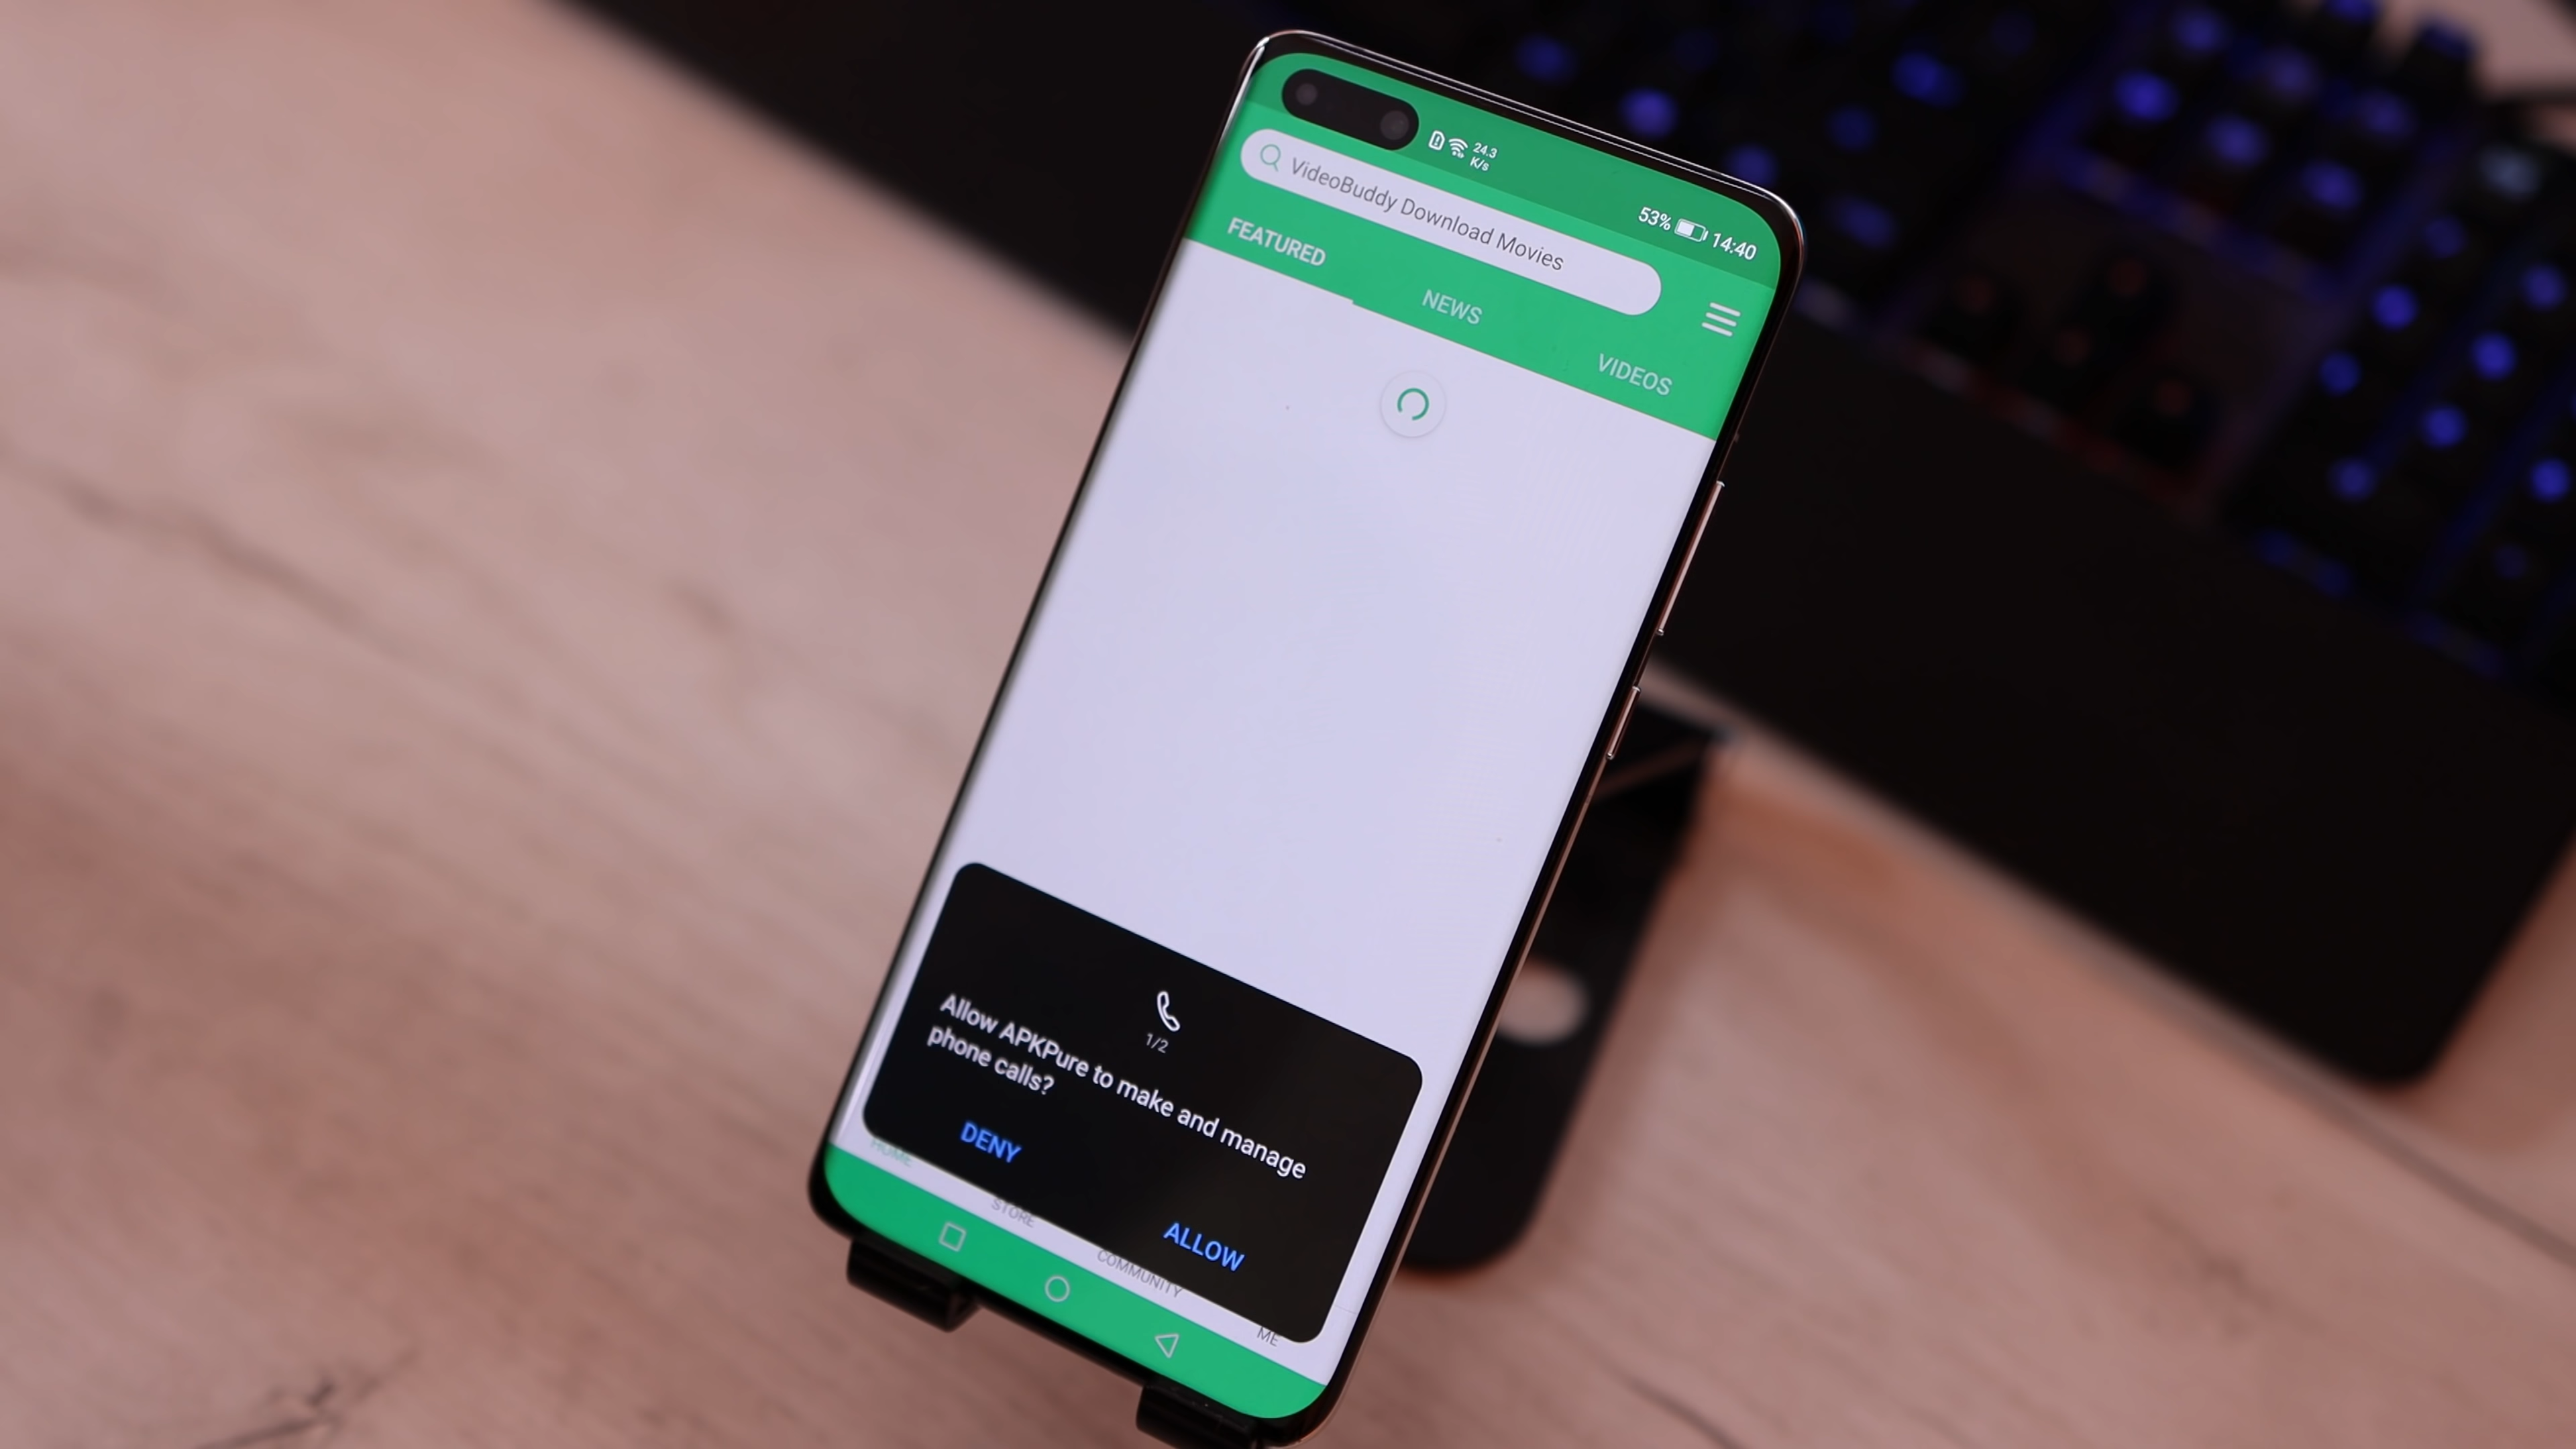 24.3
K/s
53%
14:40
VideoBuddy Download Movies
FEATURED
NEWS
VIDEOS
1/2
Allow APKPure to make and manage
phone calls?
DENY
ALLOW
HOME
STORE
COMMUNITY
ME